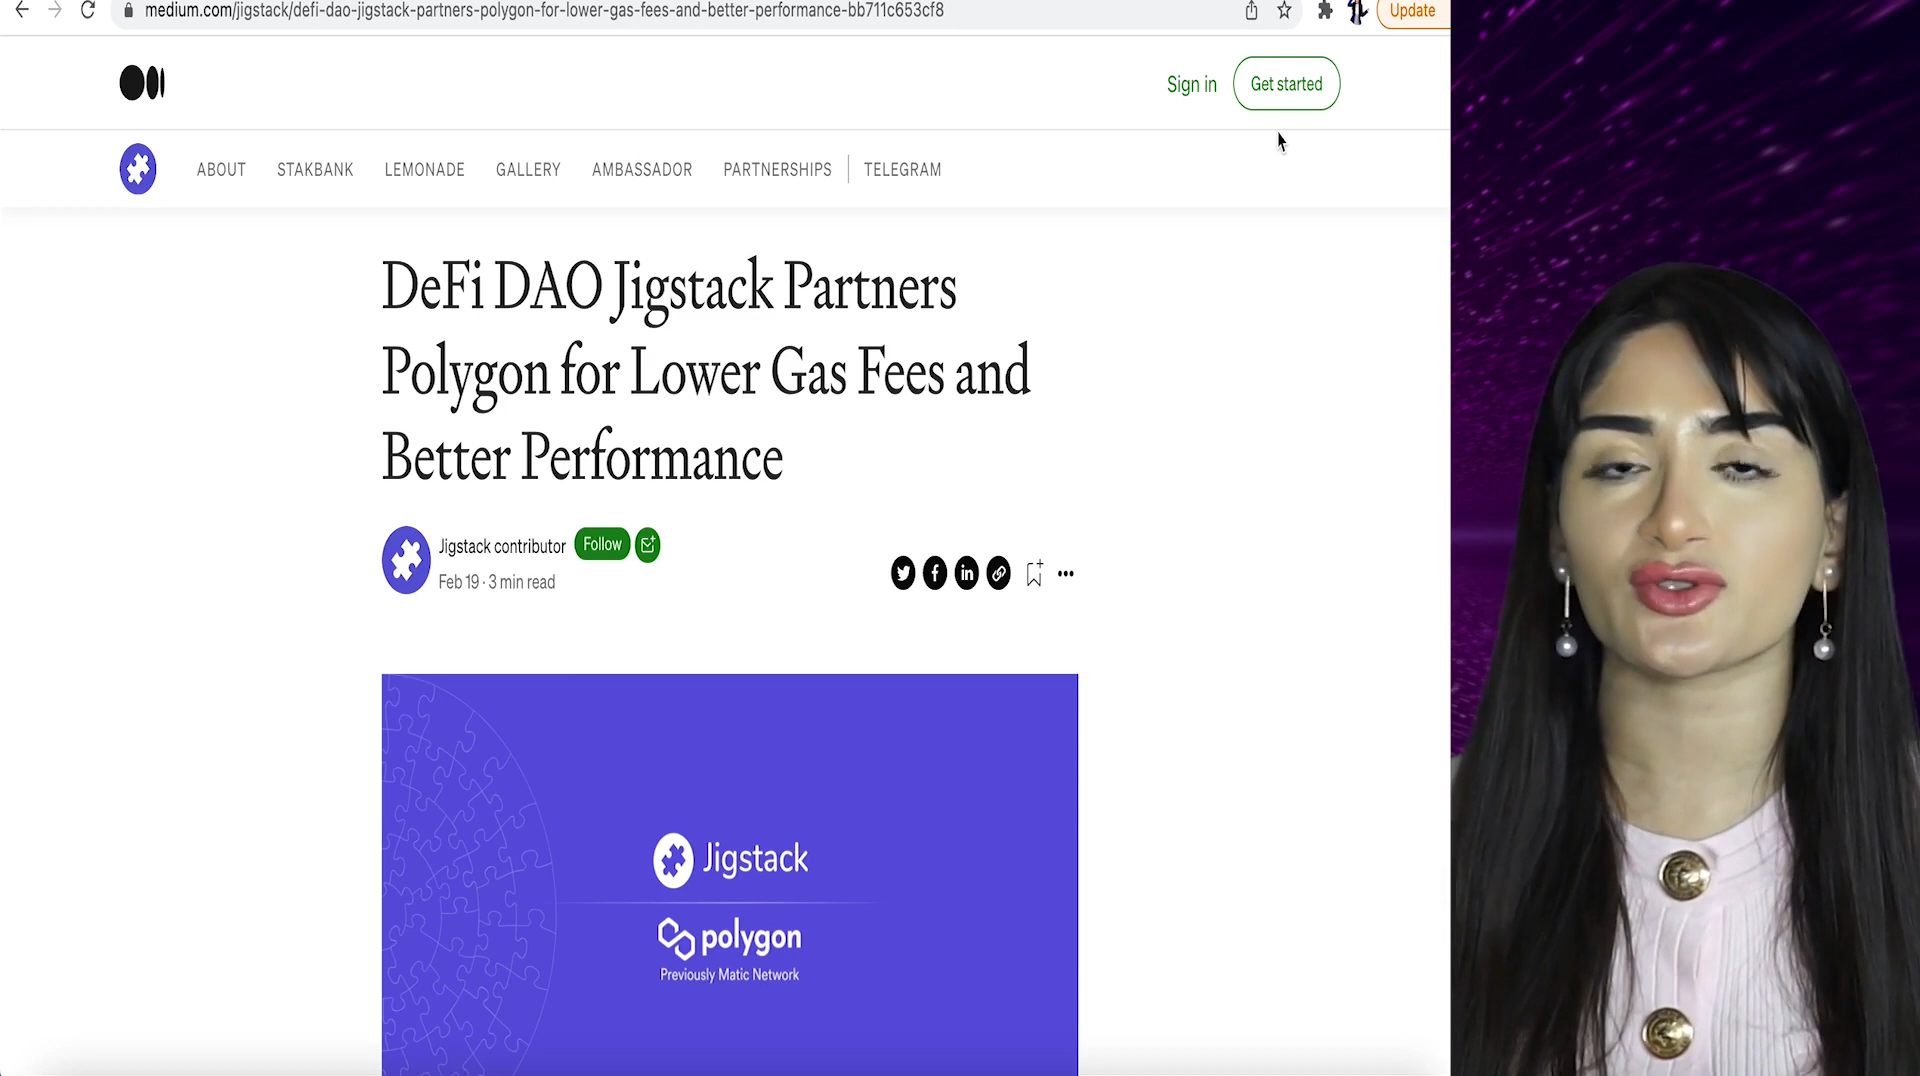 medium.com/jigstack/defi-dao-jigstack-partners-polygon-for-lower-gas-fees-and-better-performance-bb711c653cf8
Update
Sign in
Get started
ABOUT STAKBANK LEMONADE GALLERY AMBASSADOR PARTNERSHIPS TELEGRAM
DeFi DAO Jigstack Partners
Polygon for Lower Gas Fees and
Better Performance
Jigstack contributor Follow
Feb 19 · 3 min read
Jigstack
polygon
Previously Matic Network